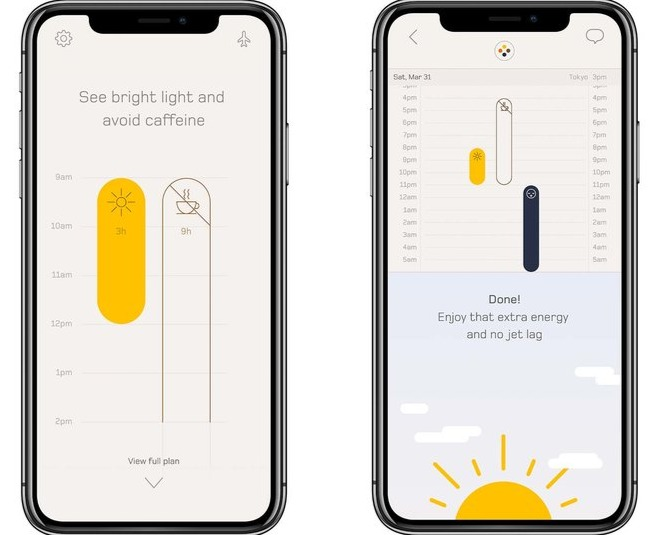 See bright light and
avoid caffeine
9am
10am
3h 9h
11am
12pm
1pm
2pm
View full plan
Sat, Mar 31 Tokyo 3pm
4pm 4pm
5pm 5pm
6pm 6pm
7pm 7pm
8pm 8pm
9pm 9pm
10pm 10pm
11pm 11pm
12am 12am
1am 1am
2am 2am
3am 3am
4am 4am
5am 5am
Done!
Enjoy that extra energy
and no jet lag